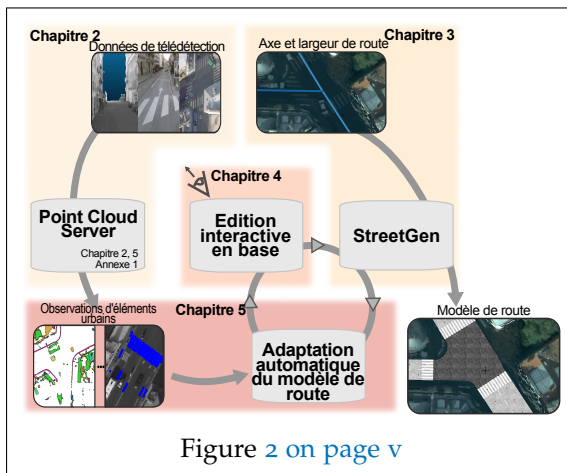 Chapitre 2
Données de télédétection
Axe et largeur de route
Chapitre 3
Chapitre 4
Point Cloud
Server
Chapitre 2, 5
Annexe 1
Edition
interactive
en base
StreetGen
Chapitre 5
Observations d'éléments
urbains
...
Adaptation
automatique
du modèle de
route
Modèle de route
Figure 2 on page v